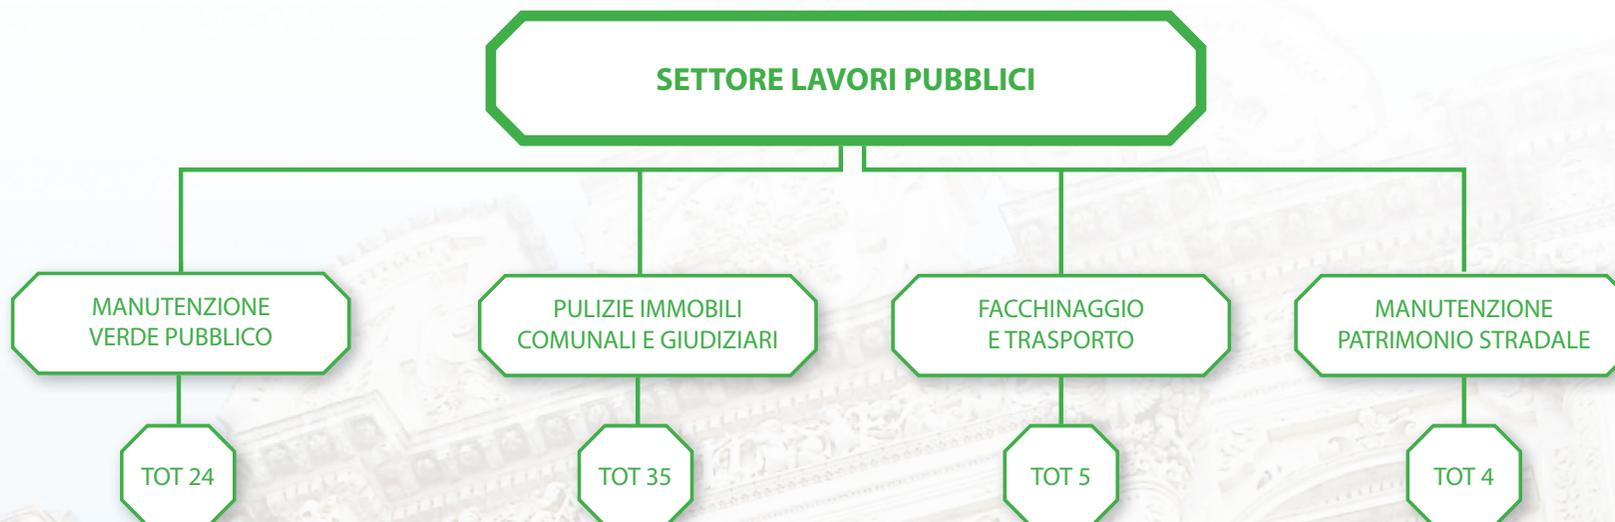 SETTORE LAVORI PUBBLICI
MANUTENZIONE
VERDE PUBBLICO
PULIZIE IMMOBILI
COMUNALI E GIUDIZIARI
FACCHINAGGIO
E TRASPORTO
MANUTENZIONE
PATRIMONIO STRADALE
TOT 24
TOT 35
TOT 5
TOT 4